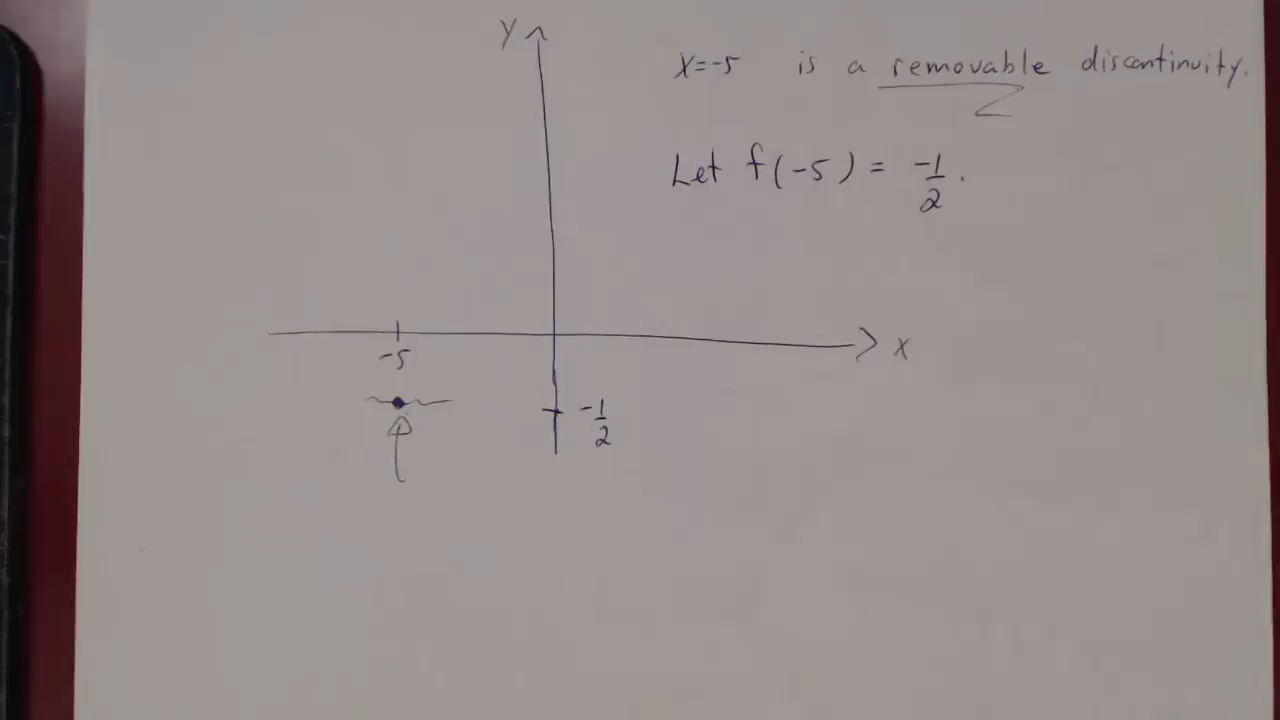 y
x=-5 is a removable discontinuity.
Let f(-5) = -1/2.
-5
x
-1/2